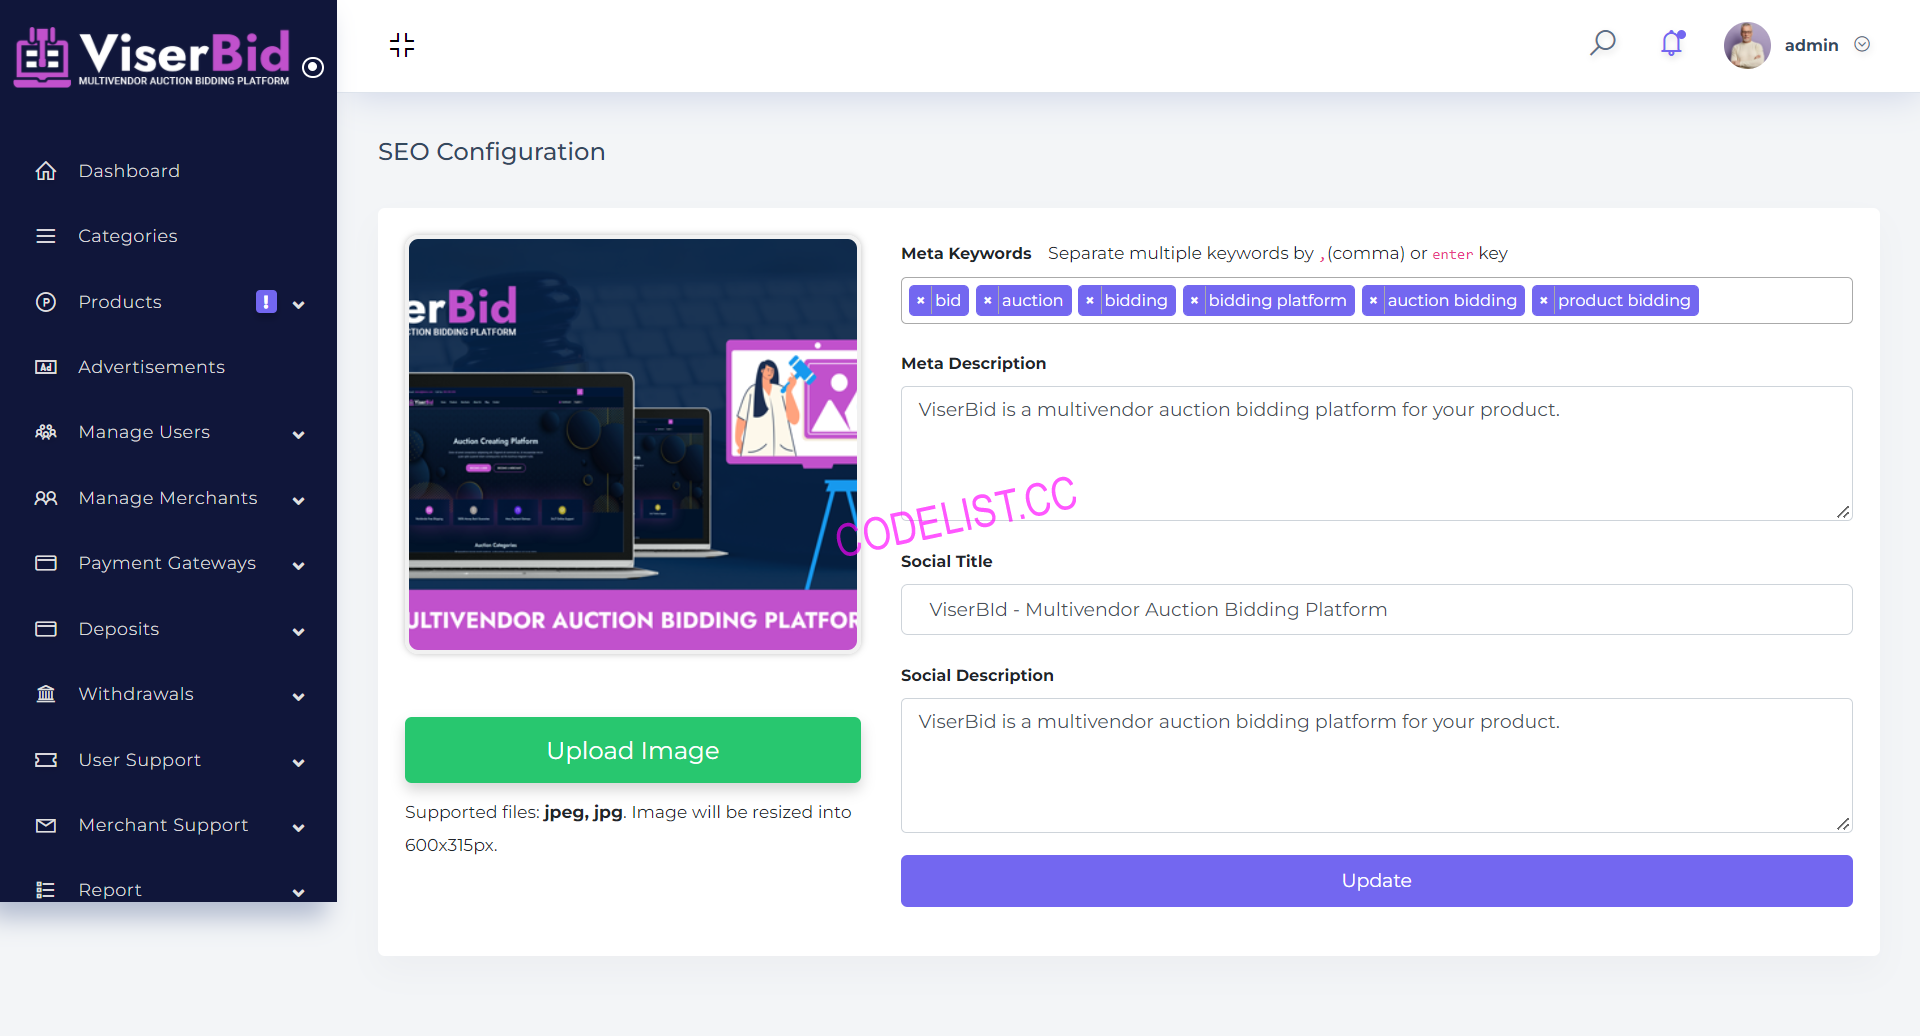 ViserBid
MULTIVENDOR AUCTION BIDDING PLATFORM
admin
Dashboard
Categories
Products
Advertisements
Manage Users
Manage Merchants
Payment Gateways
Deposits
Withdrawals
User Support
Merchant Support
Report
SEO Configuration
erBid
CTION BIDDING PLATFORM
Auction Creating Platform
Auction Categories
ULTIVENDOR AUCTION BIDDING PLATFOR
Upload Image
Supported files: jpeg, jpg. Image will be resized into
600x315px.
Meta Keywords Separate multiple keywords by ,(comma) or enter key
× bid × auction × bidding × bidding platform × auction bidding × product bidding
Meta Description
ViserBid is a multivendor auction bidding platform for your product.
CODELIST.CC
Social Title
ViserBId - Multivendor Auction Bidding Platform
Social Description
ViserBid is a multivendor auction bidding platform for your product.
Update